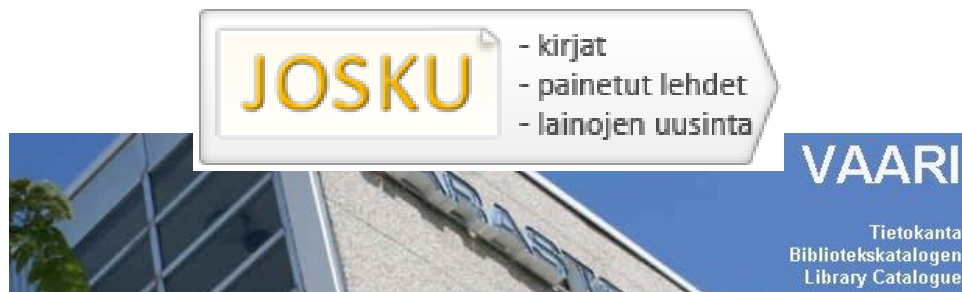 JOSKU
- kirjat
- painetut lehdet
- lainojen uusinta
VAARI
Tietokanta
Bibliotekskatalogen
Library Catalogue